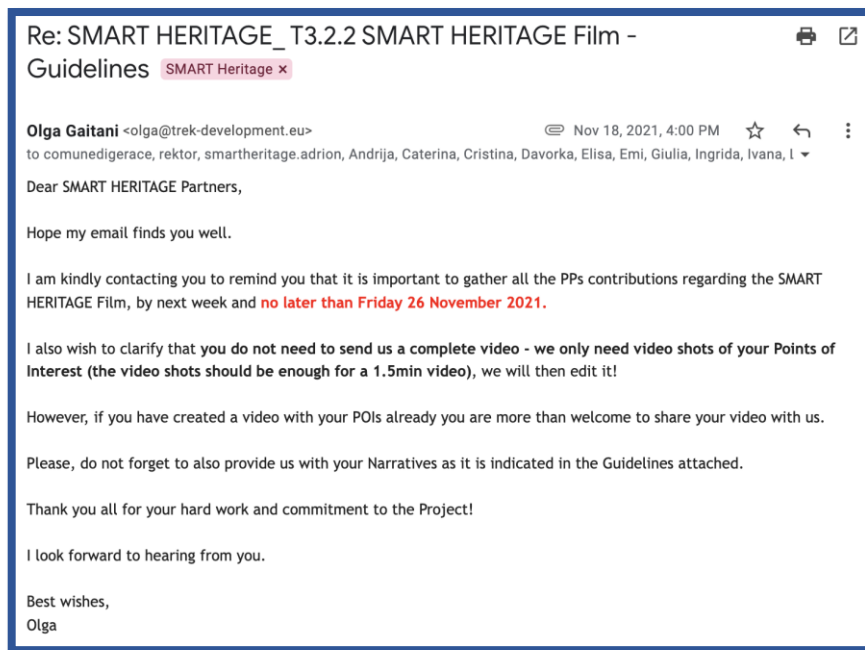 Re: SMART HERITAGE_ T3.2.2 SMART HERITAGE Film -
Guidelines SMART Heritage ×
Olga Gaitani <olga@trek-development.eu> Nov 18, 2021, 4:00 PM
to comunedigerace, rektor, smartheritage.adrion, Andrija, Caterina, Cristina, Davorka, Elisa, Emi, Giulia, Ingrida, Ivana, l
Dear SMART HERITAGE Partners,
Hope my email finds you well.
I am kindly contacting you to remind you that it is important to gather all the PPs contributions regarding the SMART
HERITAGE Film, by next week and no later than Friday 26 November 2021.
I also wish to clarify that you do not need to send us a complete video - we only need video shots of your Points of
Interest (the video shots should be enough for a 1.5min video), we will then edit it!
However, if you have created a video with your POIs already you are more than welcome to share your video with us.
Please, do not forget to also provide us with your Narratives as it is indicated in the Guidelines attached.
Thank you all for your hard work and commitment to the Project!
I look forward to hearing from you.
Best wishes,
Olga